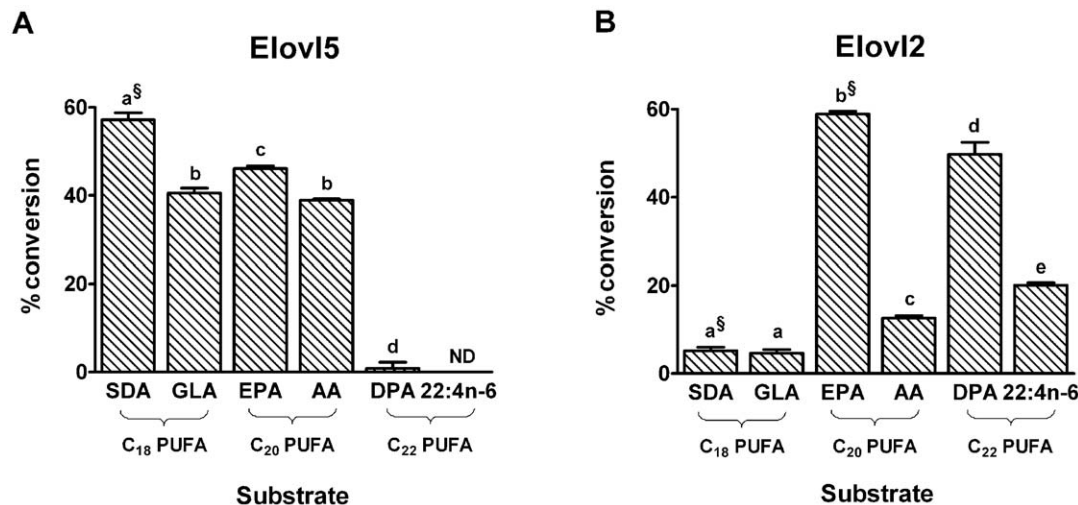 A
Elovl5
% conversion
60
40
20
0
a§
b
c
b
d
ND
SDA GLA EPA AA DPA 22:4n-6
C18 PUFA C20 PUFA C22 PUFA
Substrate
B
Elovl2
% conversion
60
40
20
0
a§
a
b§
c
d
e
SDA GLA EPA AA DPA 22:4n-6
C18 PUFA C20 PUFA C22 PUFA
Substrate